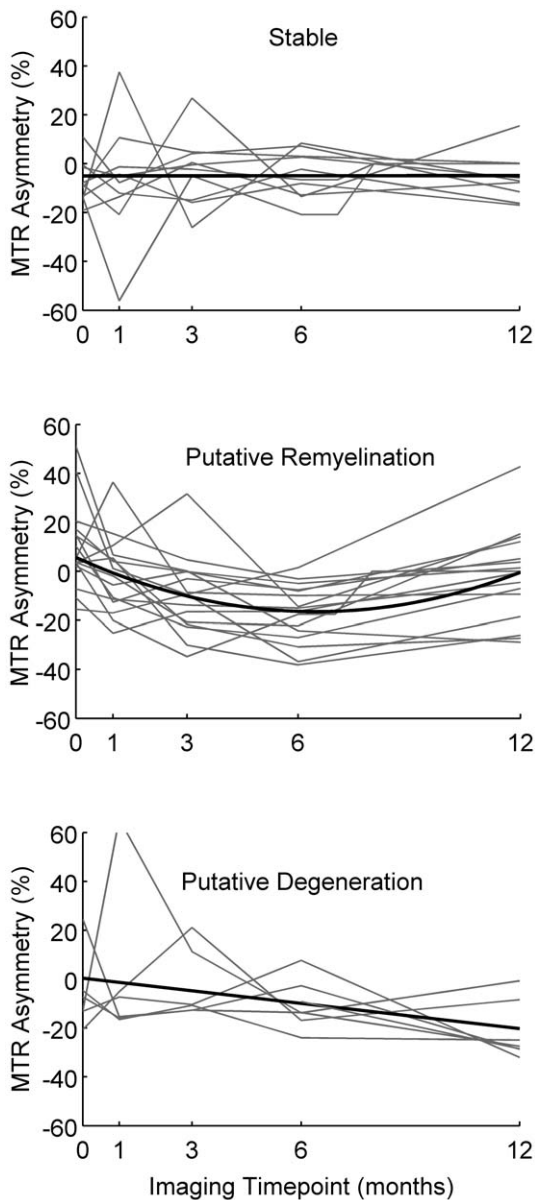 Stable
MTR Asymmetry (%)
60
40
20
0
-20
-40
-60
0 1 3 6 12
Putative Remyelination
MTR Asymmetry (%)
60
40
20
0
-20
-40
-60
0 1 3 6 12
Putative Degeneration
MTR Asymmetry (%)
60
40
20
0
-20
-40
-60
0 1 3 6 12
Imaging Timepoint (months)